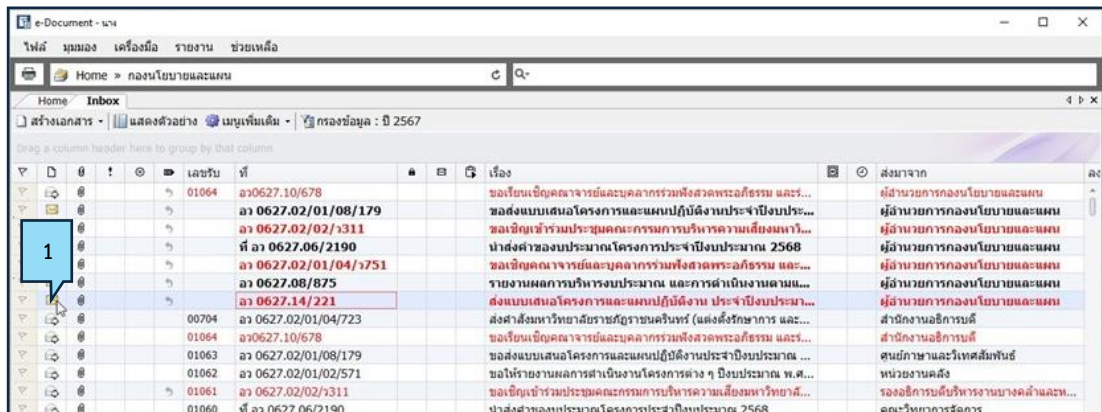 e-Document - นาง
ไฟล์ มุมมอง เครื่องมือ รายงาน ช่วยเหลือ
Home » กองนโยบายและแผน
Home Inbox
สร้างเอกสาร แสดงตัวอย่าง เมนูเพิ่มเติม กรองข้อมูล : ปี 2567
Drag a column header here to group by that column
เลขรับ ที่ เรื่อง ส่งมาจาก ลง
01064 อว0627.10/678 ขอเรียนเชิญคณาจารย์และบุคลากรร่วมฟังสวดพระอภิธรรม และร... ผู้อำนวยการกองนโยบายและแผน
อว 0627.02/01/08/179 ขอส่งแบบเสนอโครงการและแผนปฏิบัติงานประจำปีงบประ... ผู้อำนวยการกองนโยบายและแผน
อว 0627.02/02/ว311 ขอเชิญเข้าร่วมประชุมคณะกรรมการบริหารความเสี่ยงมหาวิ... ผู้อำนวยการกองนโยบายและแผน
ที่ อว 0627.06/2190 นำส่งคำของบประมาณโครงการประจำปีงบประมาณ 2568 ผู้อำนวยการกองนโยบายและแผน
1
อว 0627.02/01/04/ว751 ขอเชิญคณาจารย์และบุคลากรร่วมฟังสวดพระอภิธรรม และ... ผู้อำนวยการกองนโยบายและแผน
อว 0627.08/875 รายงานผลการบริหารงบประมาณ และการดำเนินงานตามแ... ผู้อำนวยการกองนโยบายและแผน
อว 0627.14/221 ส่งแบบเสนอโครงการและแผนปฏิบัติงาน ประจำปีงบประมา... ผู้อำนวยการกองนโยบายและแผน
00704 อว 0627.02/01/04/723 ส่งคำสั่งมหาวิทยาลัยราชภัฏราชนครินทร์ (แต่งตั้งรักษาการ และ... สำนักงานอธิการบดี
01064 อว0627.10/678 ขอเรียนเชิญคณาจารย์และบุคลากรร่วมฟังสวดพระอภิธรรม และร... สำนักงานอธิการบดี
01063 อว 0627.02/01/08/179 ขอส่งแบบเสนอโครงการและแผนปฏิบัติงานประจำปีงบประมาณ ... ศูนย์ภาษาและวิเทศสัมพันธ์
01062 อว 0627.02/01/02/571 ขอให้รายงานผลการดำเนินงานโครงการต่าง ๆ ปีงบประมาณ พ.ศ... หน่วยงานคลัง
01061 อว 0627.02/02/ว311 ขอเชิญเข้าร่วมประชุมคณะกรรมการบริหารความเสี่ยงมหาวิทยาลั... รองอธิการบดีบริหารงานบางคล้าและห...
01060 ที่ อว 0627.06/2190 นำส่งคำของบประมาณโครงการประจำปีงบประมาณ 2568 คณะวิทยาการจัดการ